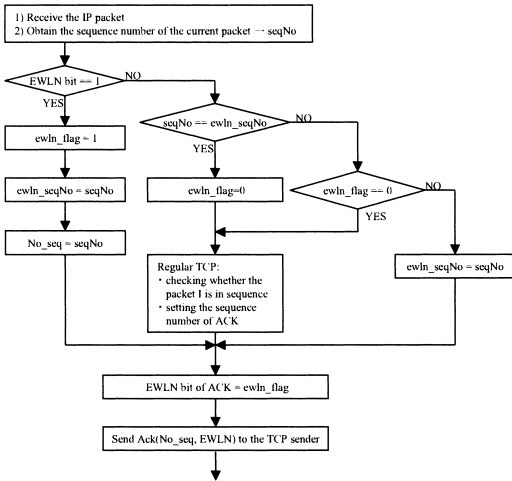 1) Receive the IP packet
2) Obtain the sequence number of the current packet → seqNo
EWLN bit == 1
NO
YES
seqNo == ewln_seqNo
NO
YES
ewln_flag = 1
ewln_seqNo = seqNo
ewln_flag=0
ewln_flag == 0
NO
YES
No_seq = seqNo
Regular TCP:
· checking whether the
packet I is in sequence
· setting the sequence
number of ACK
ewln_seqNo = seqNo
EWLN bit of ACK = ewln_flag
Send Ack(No_seq, EWLN) to the TCP sender